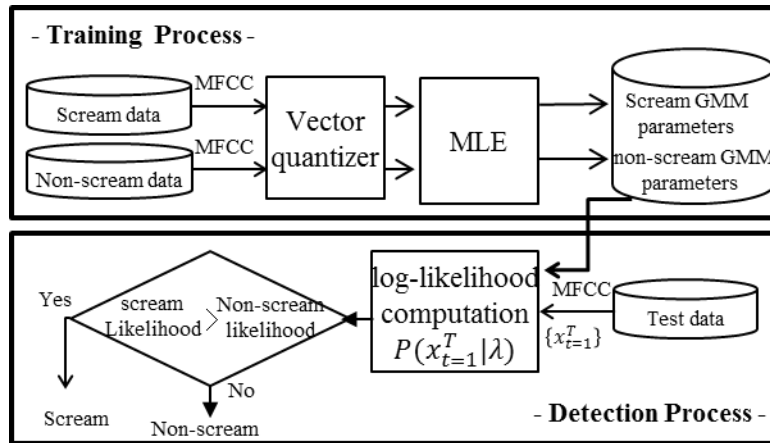 - Training Process -
MFCC
Scream data
MFCC
Non-scream data
Vector
quantizer
MLE
Scream GMM
parameters
non-scream GMM
parameters
Yes
scream
Likelihood
>
Non-scream
likelihood
No
Scream
Non-scream
log-likelihood
computation
$P(x_{t=1}^{T}|\lambda)$
MFCC
$\{x_{t=1}^{T}\}$
Test data
- Detection Process -